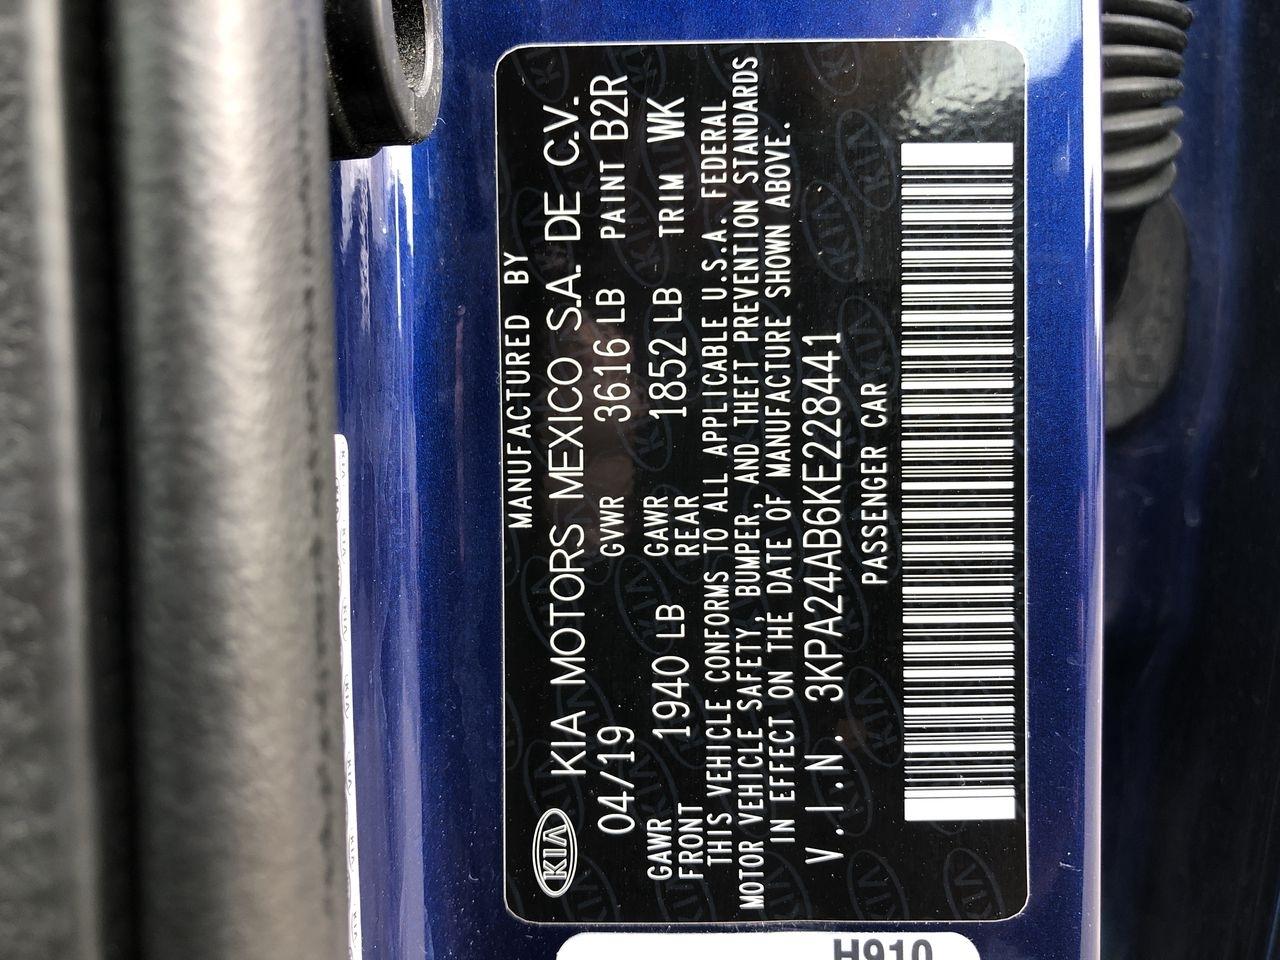 MANUFACTURED BY
KIA KIA MOTORS MEXICO S.A. DE C.V.
04/19 GVWR 3616 LB PAINT B2R
GAWR FRONT 1940 LB GAWR REAR 1852 LB TRIM WK
THIS VEHICLE CONFORMS TO ALL APPLICABLE U.S.A. FEDERAL
MOTOR VEHICLE SAFETY, BUMPER, AND THEFT PREVENTION STANDARDS
IN EFFECT ON THE DATE OF MANUFACTURE SHOWN ABOVE.
V.I.N. 3KPA24AB6KE228441
PASSENGER CAR
H910